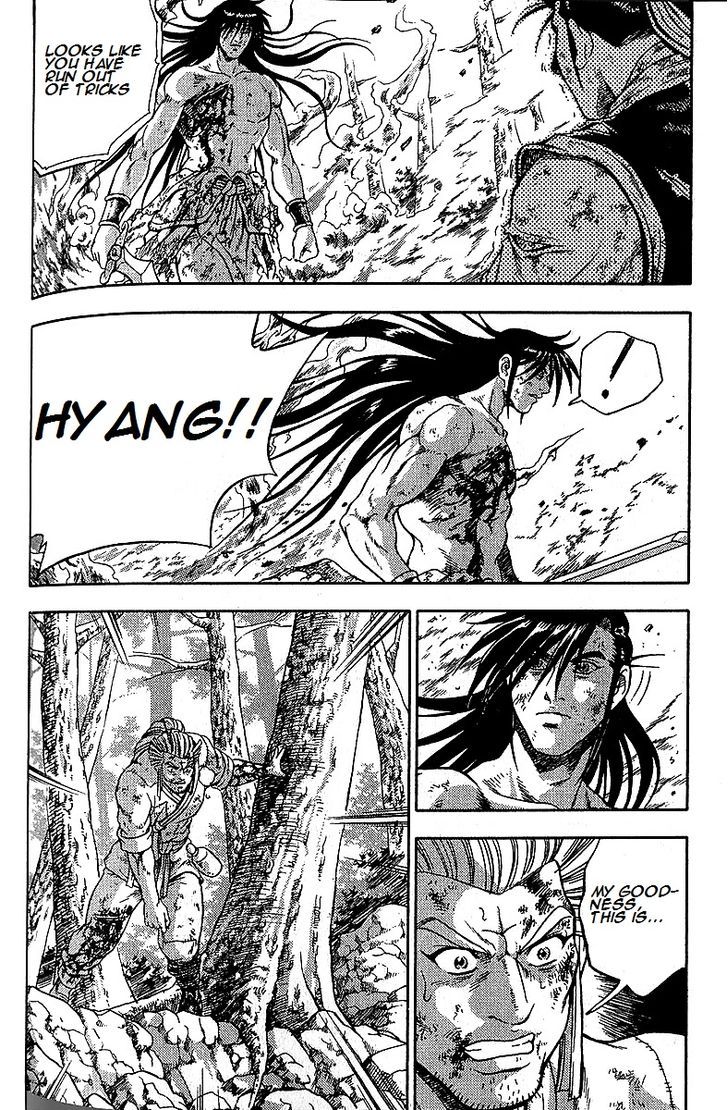 LOOKS LIKE
YOU HAVE
RUN OUT
OF TRICKS
!
HYANG!!
MY GOOD-
NESS,
THIS IS...